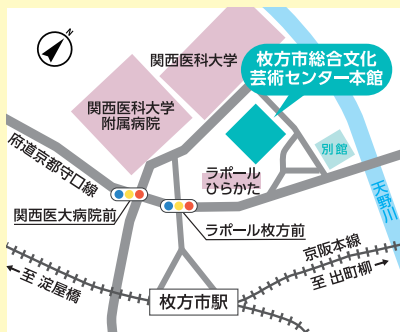 N
関西医科大学
枚方市総合文化
芸術センター本館
関西医科大学
附属病院
府道京都守口線
別館
ラポール
ひらかた
天野川
関西医大病院前
ラポール枚方前
京阪本線
至 出町柳
至 淀屋橋
枚方市駅